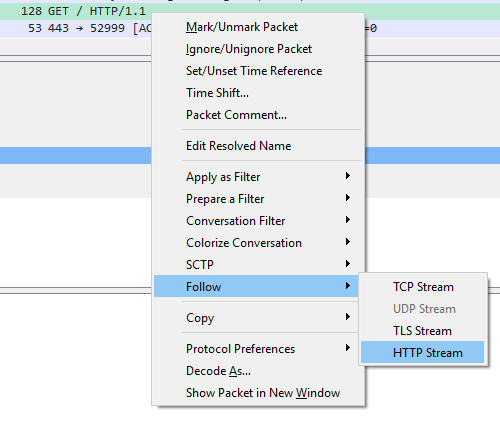 128 GET / HTTP/1.1
53 443 → 52999 [AC =0
Mark/Unmark Packet
Ignore/Unignore Packet
Set/Unset Time Reference
Time Shift...
Packet Comment...
Edit Resolved Name
Apply as Filter
Prepare a Filter
Conversation Filter
Colorize Conversation
SCTP
Follow
TCP Stream
UDP Stream
TLS Stream
HTTP Stream
Copy
Protocol Preferences
Decode As...
Show Packet in New Window